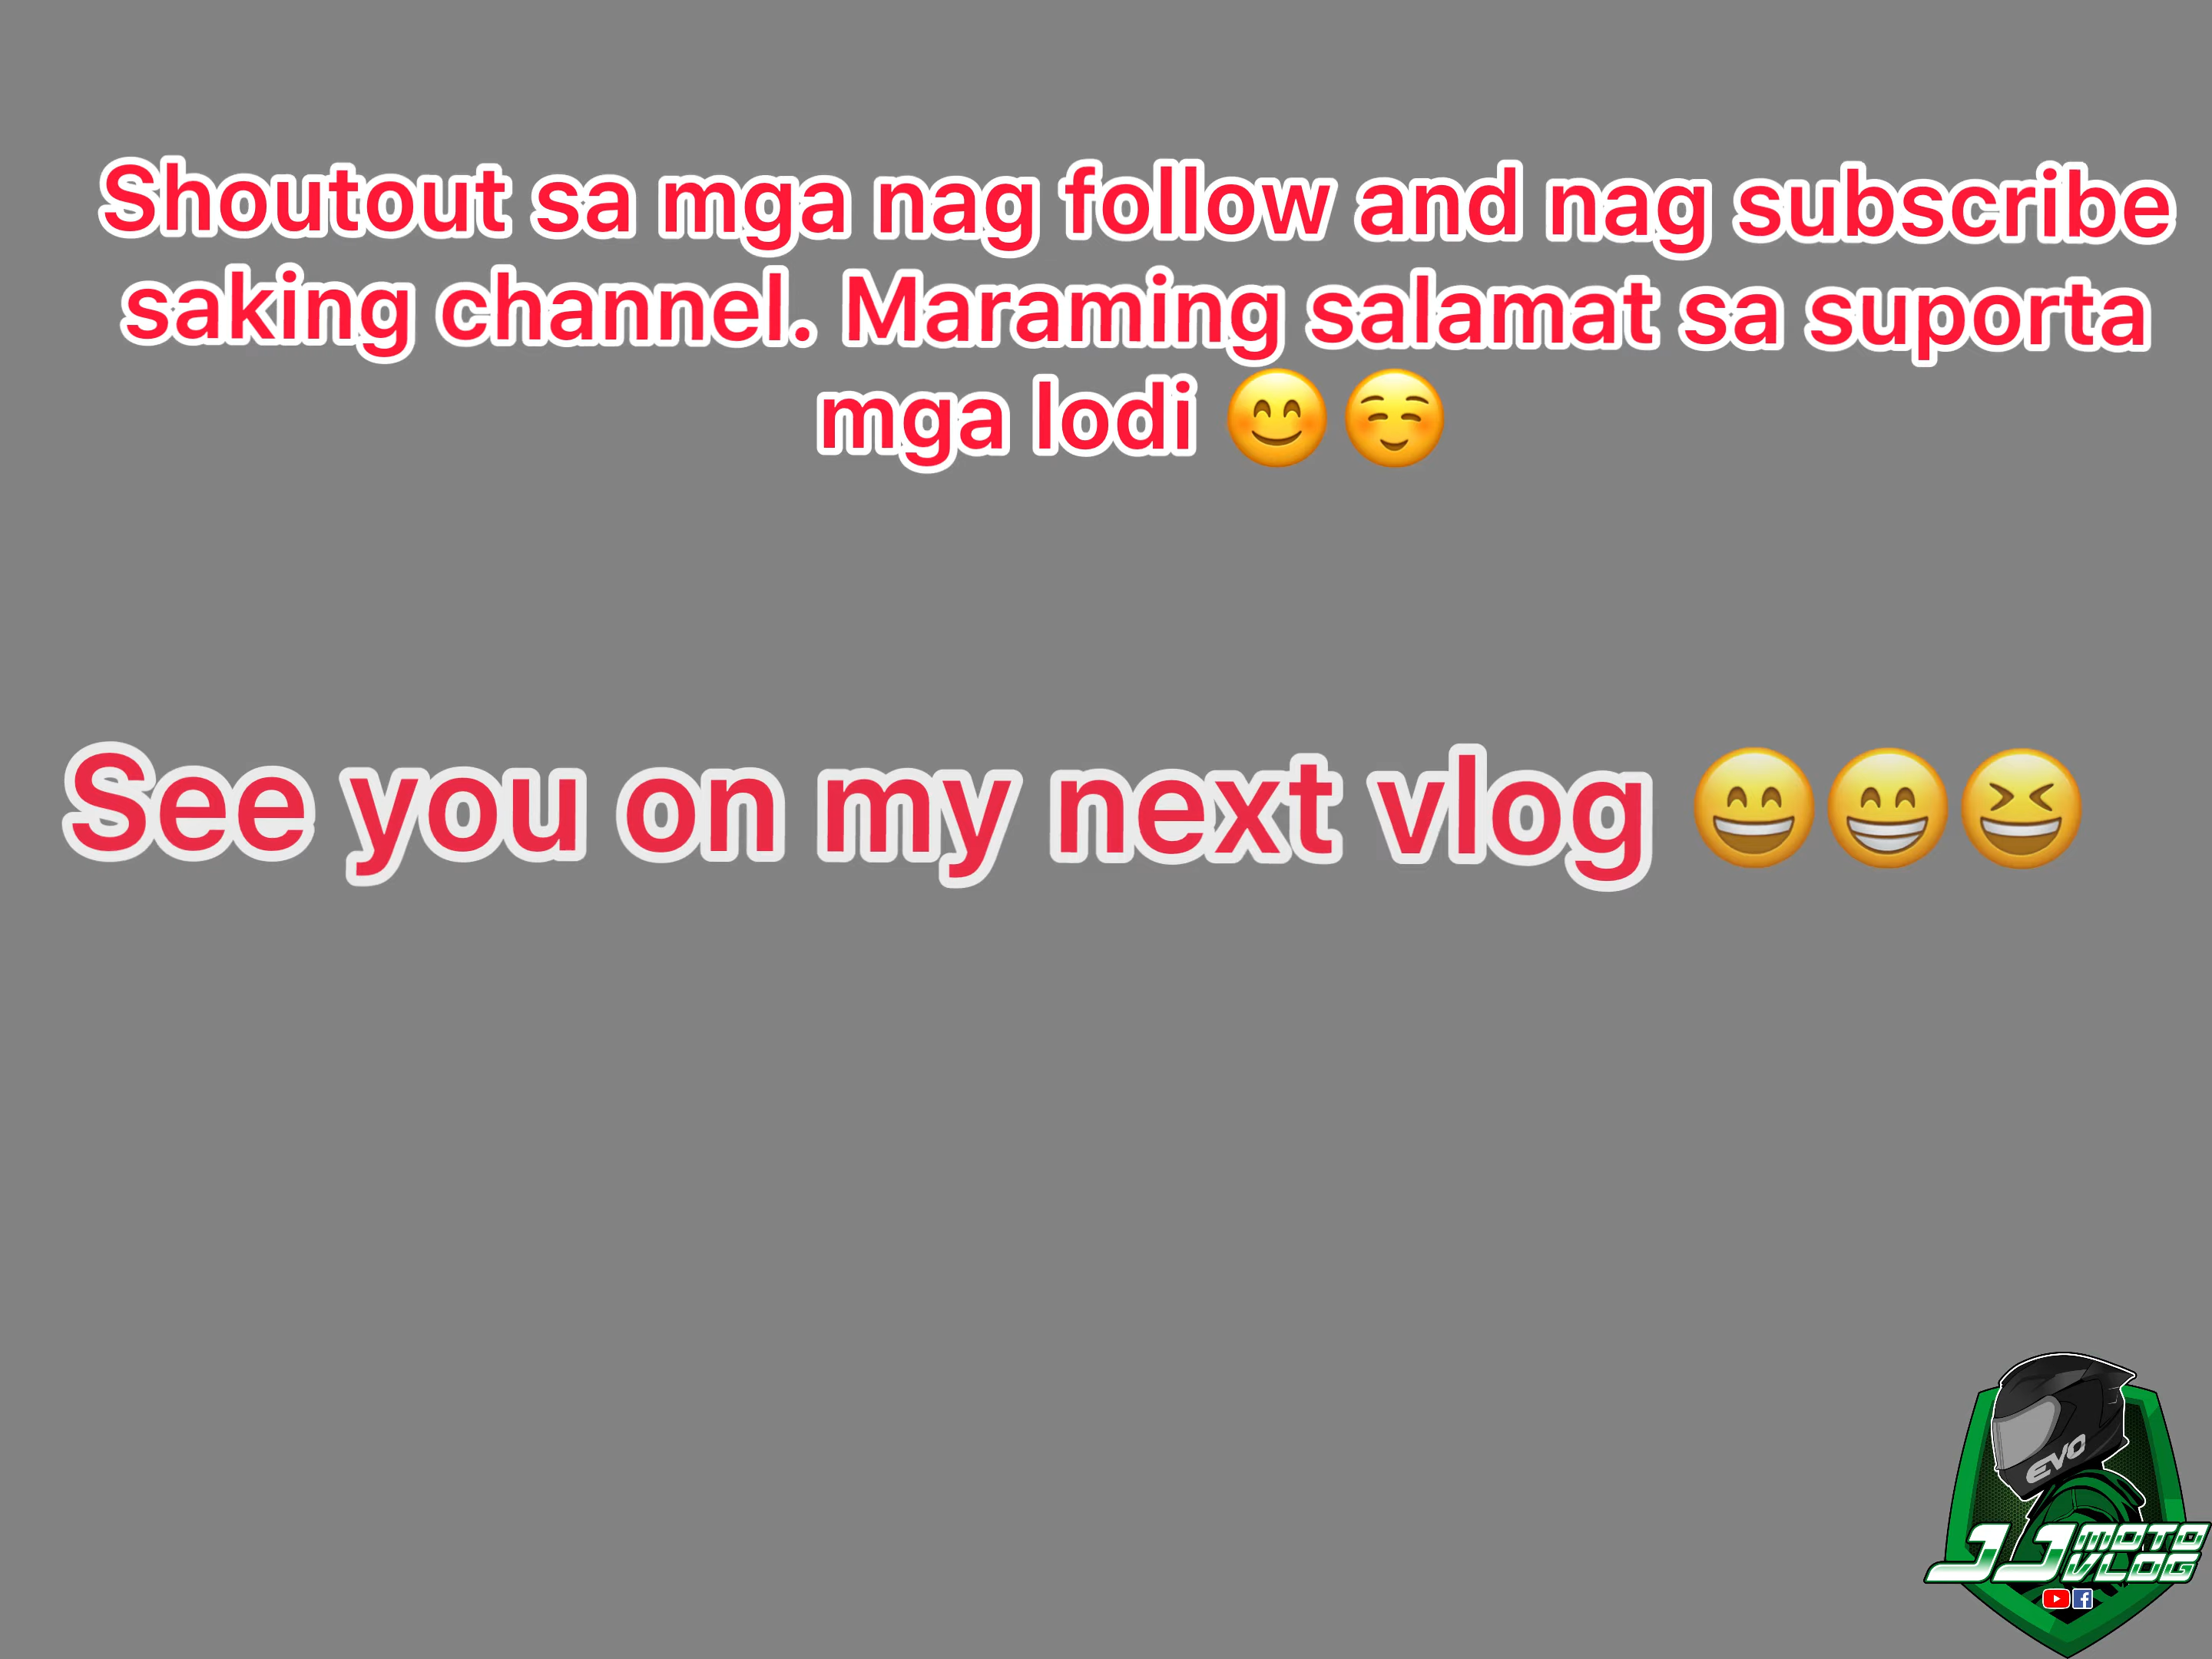 Shoutout sa mga nag follow and nag subscribe
saking channel. Maraming salamat sa suporta
mga lodi 😊 ☺️
See you on my next vlog 😄😁😆
EVO
JJ MOTO
VLOG